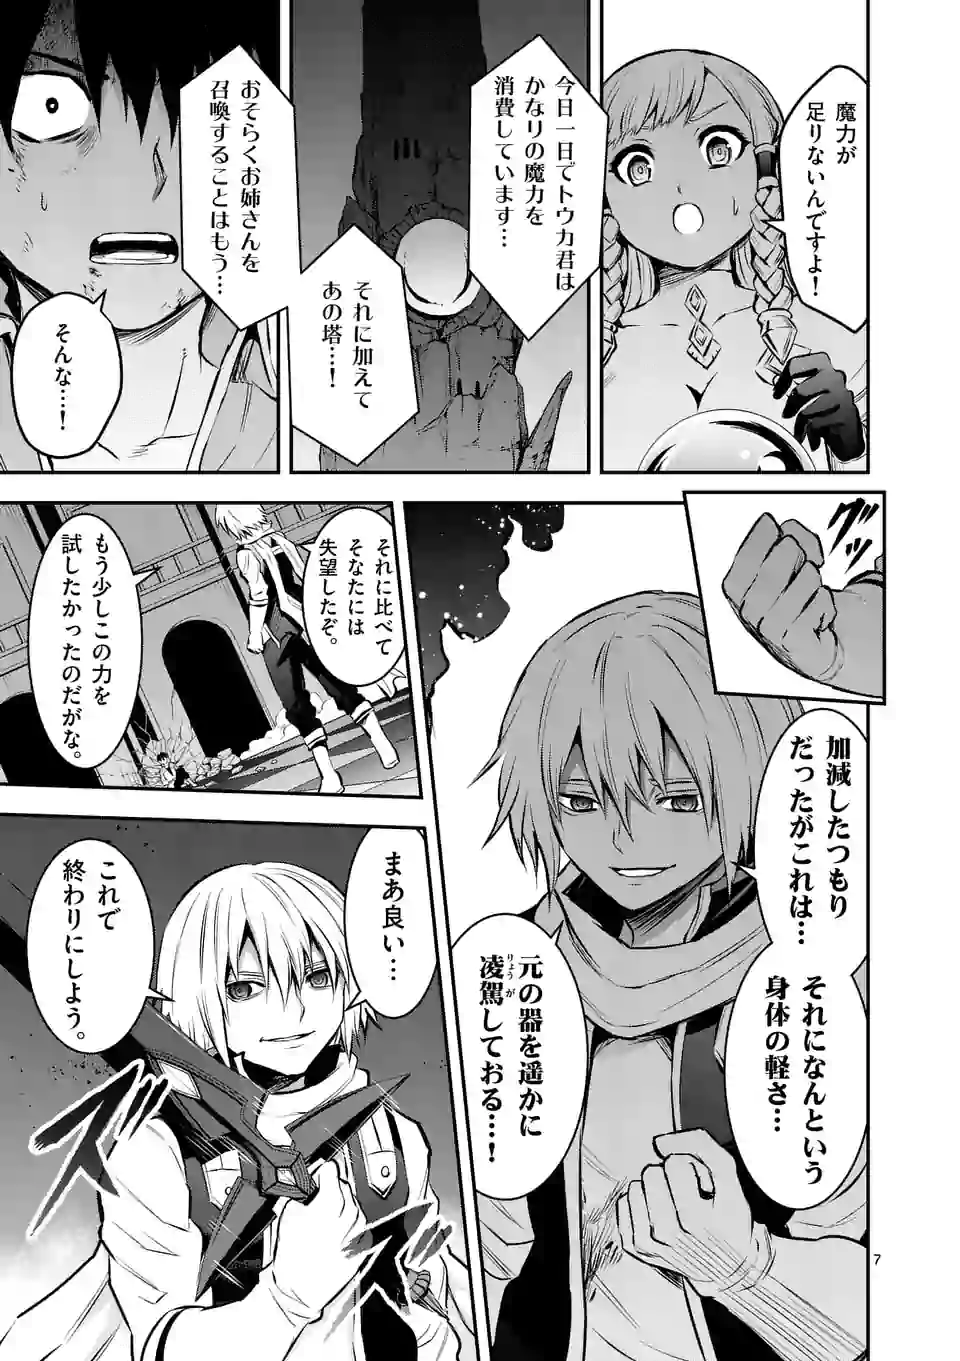 魔力が
足りないんですよ！
今日一日でトウカ君は
かなりの魔力を
消費しています…
それに加えて
あの塔…！
おそらくお姉さんを
召喚することはもう…
そんな…！
グッ
加減したつもり
だったがこれは…
それになんという
身体の軽さ…
元の器を遥かに
凌駕しておる…！
りょうが
それに比べて
そなたには
失望したぞ。
もう少しこの力を
試したかったのだがな。
まあ良い…
これで
終わりにしよう。
7